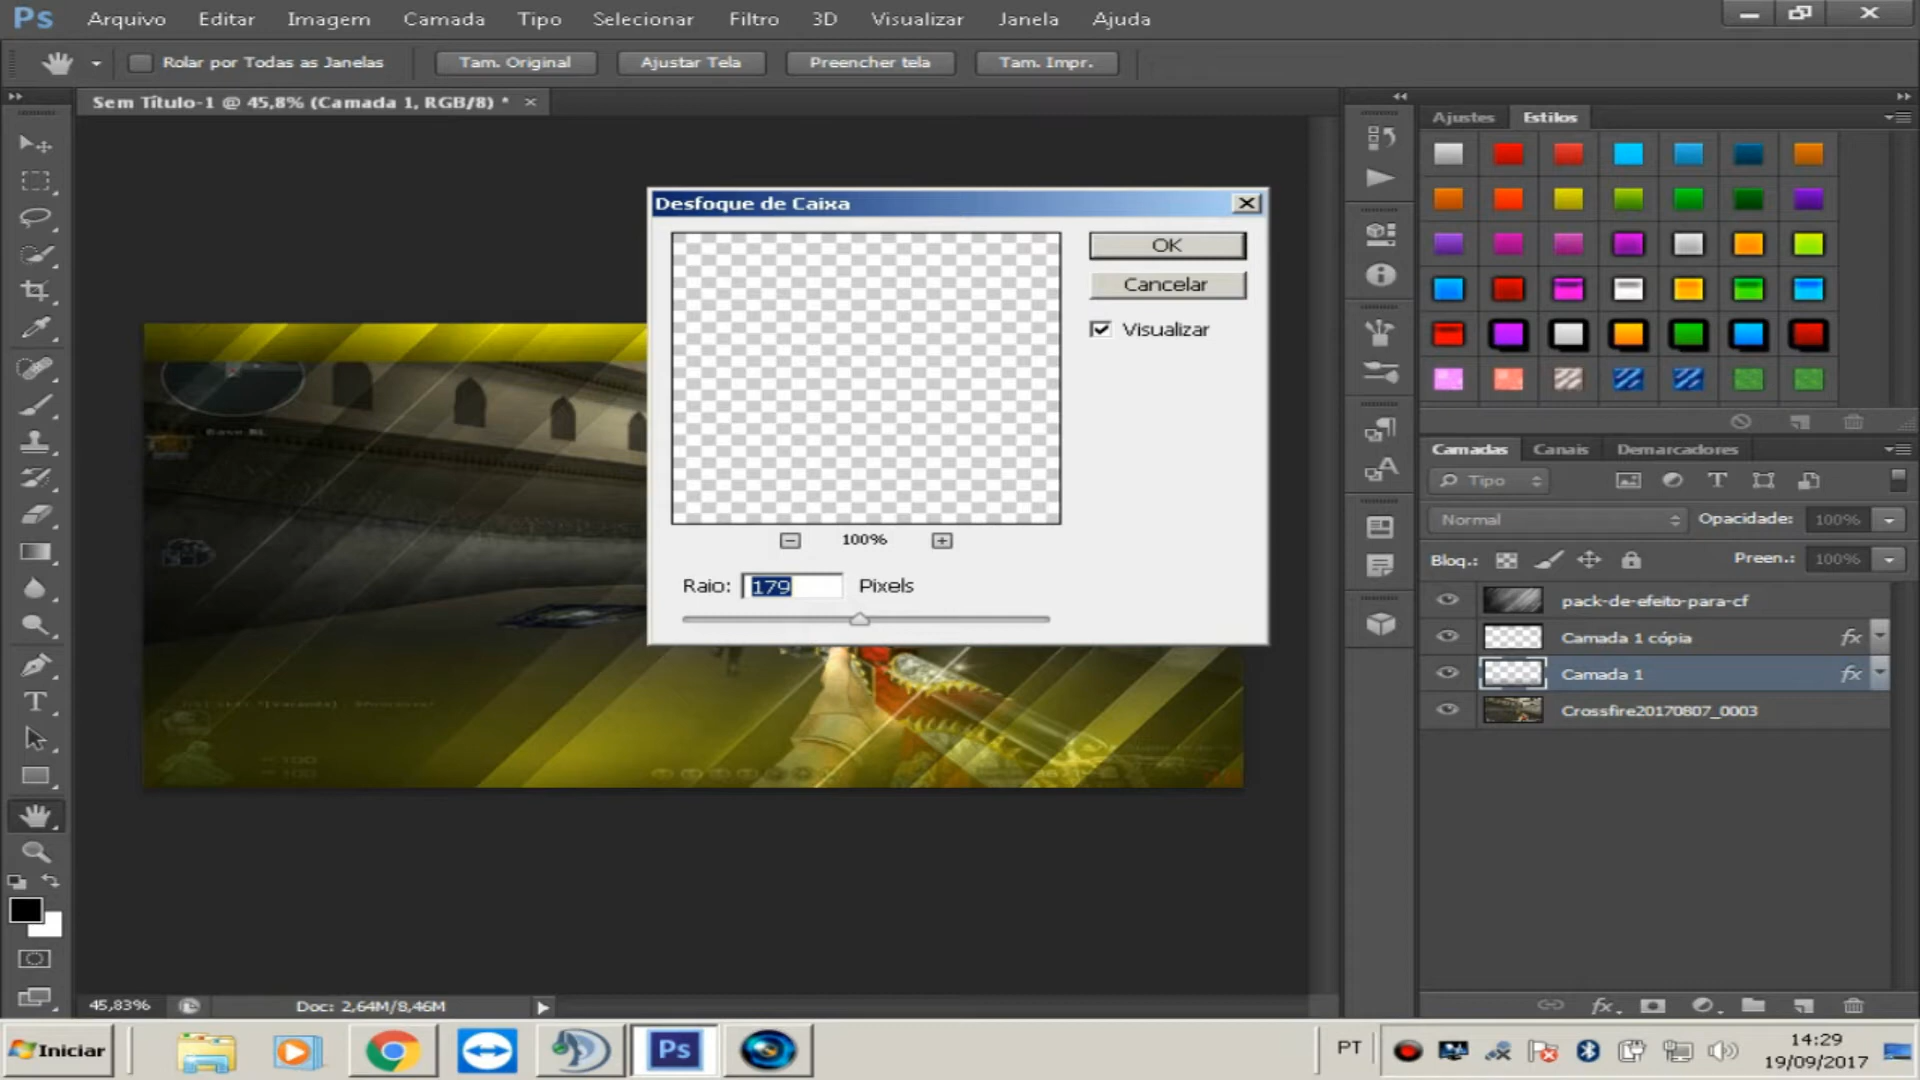 Ps Arquivo Editar Imagem Camada Tipo Selecionar Filtro 3D Visualizar Janela Ajuda
Rolar por Todas as Janelas Tam. Original Ajustar Tela Preencher tela Tam. Impr.
Sem Título-1 @ 45,8% (Camada 1, RGB/8) *
Ajustes Estilos
Desfoque de Caixa
OK
Cancelar
Visualizar
100%
Raio: 179 Pixels
Camadas Canais Demarcadores
Tipo
Normal Opacidade: 100%
Bloq.: Preen.: 100%
pack-de-efeito-para-cf
Camada 1 cópia fx
Camada 1 fx
Crossfire20170807_0003
Base BL
45,83% Doc: 2,64M/8,46M
fx
Iniciar Ps PT 14:29
19/09/2017